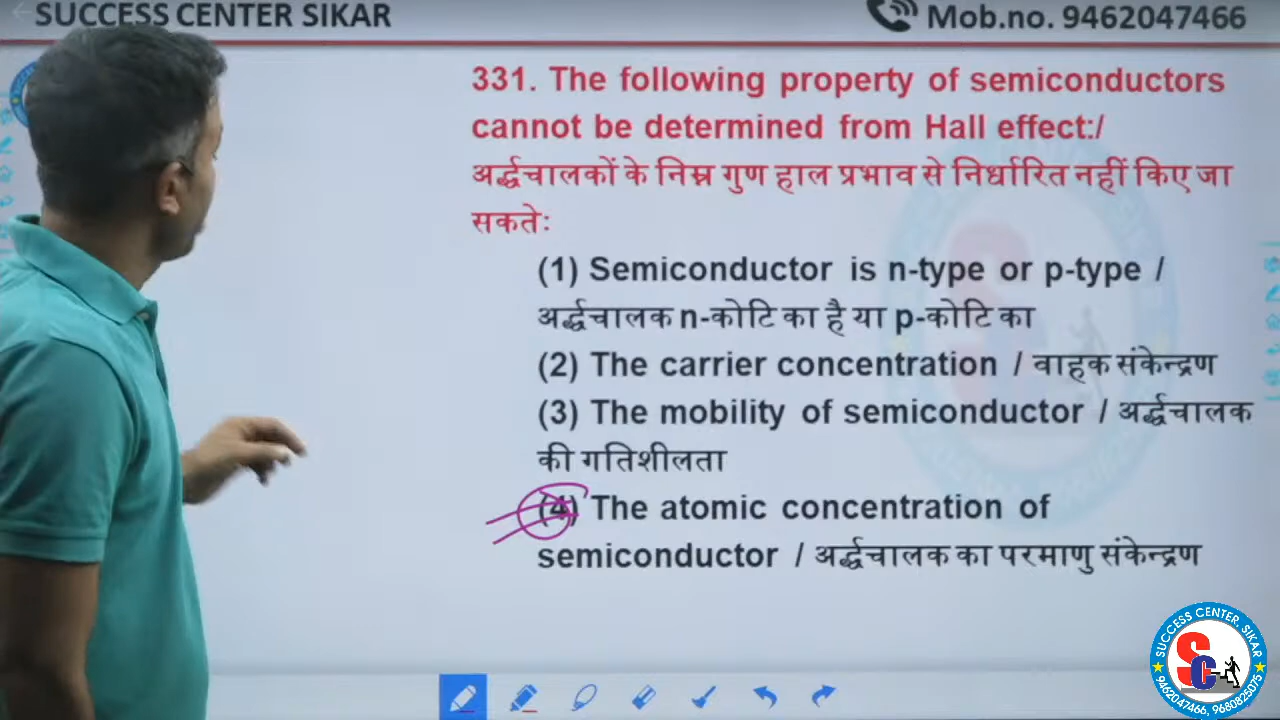 SUCCESS CENTER SIKAR
Mob.no. 9462047466
331. The following property of semiconductors
cannot be determined from Hall effect:/
अर्द्धचालकों के निम्न गुण हाल प्रभाव से निर्धारित नहीं किए जा
सकतेः
(1) Semiconductor is n-type or p-type /
अर्द्धचालक n-कोटि का है या p-कोटि का
(2) The carrier concentration / वाहक संकेन्द्रण
(3) The mobility of semiconductor / अर्द्धचालक
की गतिशीलता
(4) The atomic concentration of
semiconductor / अर्द्धचालक का परमाणु संकेन्द्रण
SUCCESS CENTER, SIKAR
SC
9462047466, 9680825075